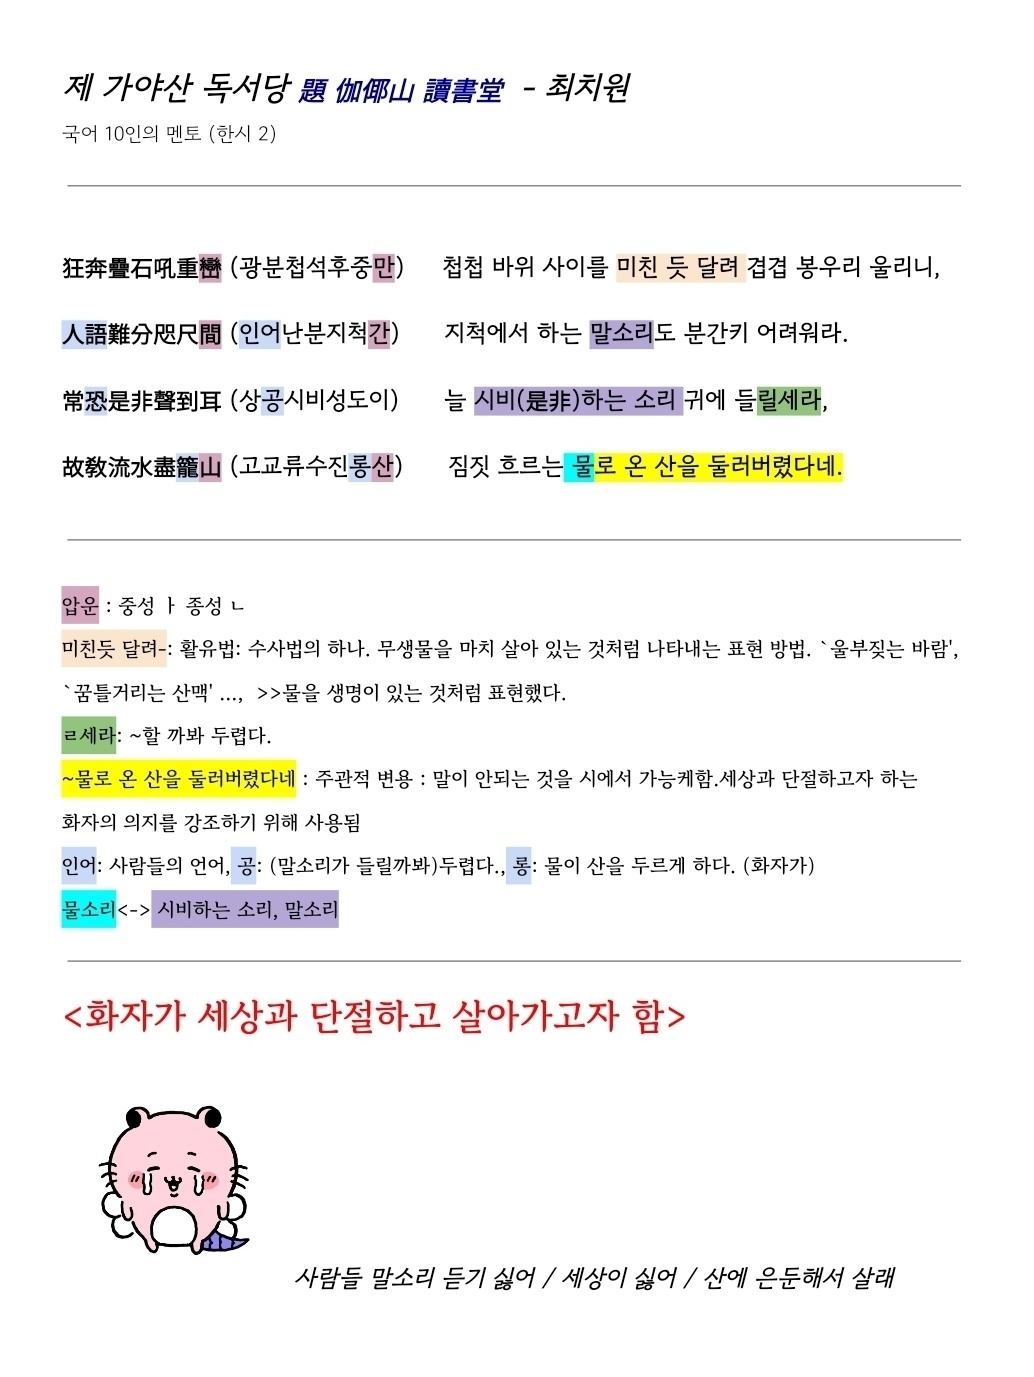 제 가야산 독서당 題 伽倻山 讀書堂 - 최치원
국어 10인의 멘토 (한시 2)
狂奔疊石吼重巒 (광분첩석후중만) 첩첩 바위 사이를 미친 듯 달려 겹겹 봉우리 울리니,
人語難分咫尺間 (인어난분지척간) 지척에서 하는 말소리도 분간키 어려워라.
常恐是非聲到耳 (상공시비성도이) 늘 시비(是非)하는 소리 귀에 들릴세라,
故敎流水盡籠山 (고교류수진롱산) 짐짓 흐르는 물로 온 산을 둘러버렸다네.
압운 : 중성 ㅏ 종성 ㄴ
미친듯 달려-: 활유법: 수사법의 하나. 무생물을 마치 살아 있는 것처럼 나타내는 표현 방법. `울부짖는 바람',
`꿈틀거리는 산맥' ..., >>물을 생명이 있는 것처럼 표현했다.
ㄹ세라: ~할 까봐 두렵다.
~물로 온 산을 둘러버렸다네 : 주관적 변용 : 말이 안되는 것을 시에서 가능케함.세상과 단절하고자 하는
화자의 의지를 강조하기 위해 사용됨
인어: 사람들의 언어, 공: (말소리가 들릴까봐)두렵다., 롱: 물이 산을 두르게 하다. (화자가)
물소리<-> 시비하는 소리, 말소리
<화자가 세상과 단절하고 살아가고자 함>
사람들 말소리 듣기 싫어 / 세상이 싫어 / 산에 은둔해서 살래